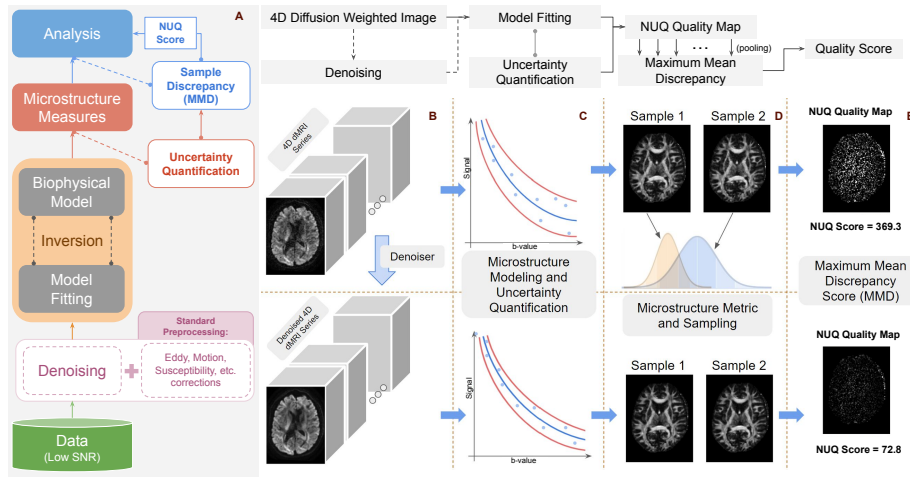 A
Analysis
NUQ
Score
Sample
Discrepancy
(MMD)
Microstructure
Measures
Uncertainty
Quantification
Biophysical
Model
Inversion
Model
Fitting
Standard
Preprocessing:
Denoising
Eddy, Motion,
Susceptibility, etc.
corrections
Data
(Low SNR)
4D Diffusion Weighted Image
Model Fitting
NUQ Quality Map
(pooling)
Quality Score
Denoising
Uncertainty
Quantification
Maximum Mean
Discrepancy
B
4D dMRI
Series
Denoiser
Denoised 4D
dMRI Series
C
Signal
b-value
Microstructure
Modeling and
Uncertainty
Quantification
Signal
b-value
D
Sample 1
Sample 2
Microstructure Metric
and Sampling
Sample 1
Sample 2
E
NUQ Quality Map
NUQ Score = 369.3
Maximum Mean
Discrepancy
Score (MMD)
NUQ Quality Map
NUQ Score = 72.8